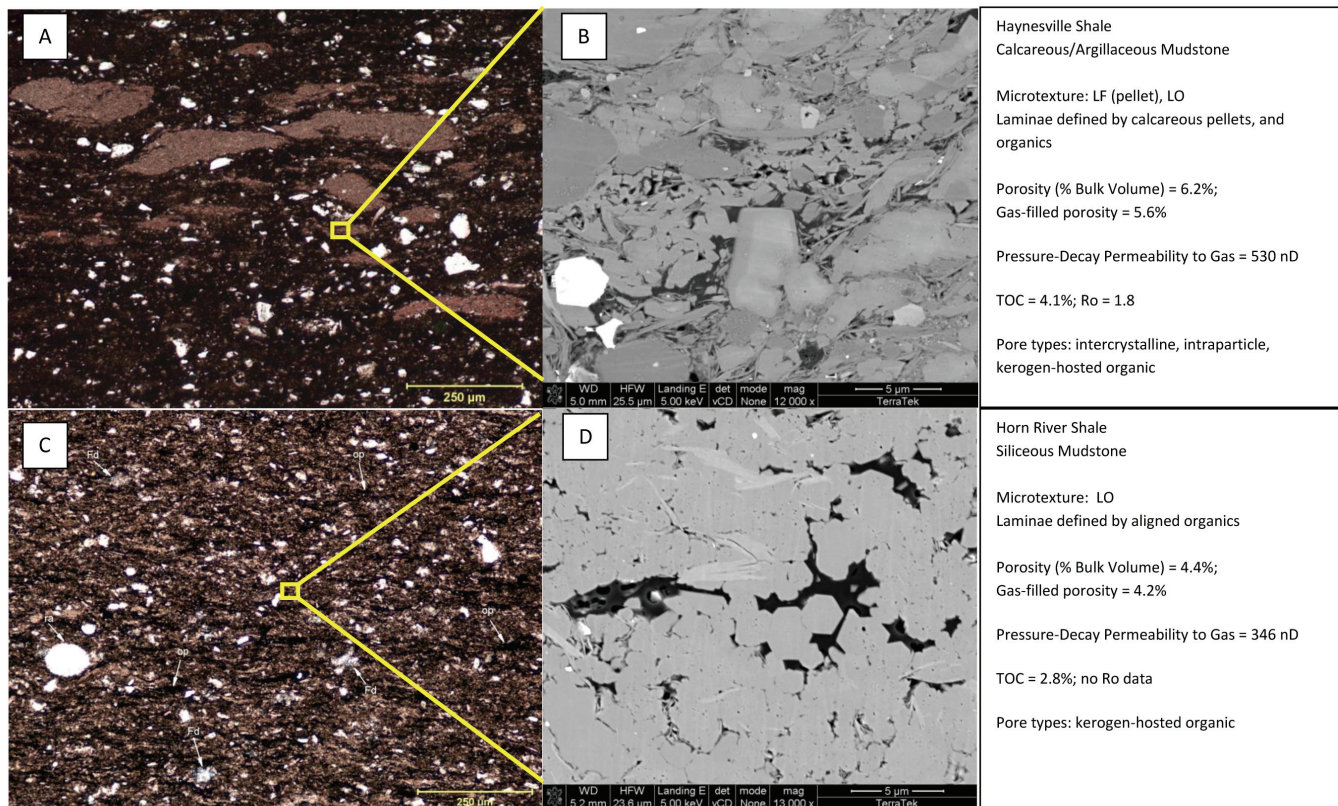 A
250 µm
B
WD HFW Landing E det mode mag 5 µm
5.0 mm 25.5 µm 5.00 keV vCD None 12 000 x TerraTek
Haynesville Shale
Calcareous/Argillaceous Mudstone
Microtexture: LF (pellet), LO
Laminae defined by calcareous pellets, and
organics
Porosity (% Bulk Volume) = 6.2%;
Gas-filled porosity = 5.6%
Pressure-Decay Permeability to Gas = 530 nD
TOC = 4.1%; Ro = 1.8
Pore types: intercrystalline, intraparticle,
kerogen-hosted organic
C
Fd
op
ra
op
op
Fd
Fd
250 µm
D
WD HFW Landing E det mode mag 5 µm
5.2 mm 23.6 µm 5.00 keV vCD None 13 000 x TerraTek
Horn River Shale
Siliceous Mudstone
Microtexture: LO
Laminae defined by aligned organics
Porosity (% Bulk Volume) = 4.4%;
Gas-filled porosity = 4.2%
Pressure-Decay Permeability to Gas = 346 nD
TOC = 2.8%; no Ro data
Pore types: kerogen-hosted organic